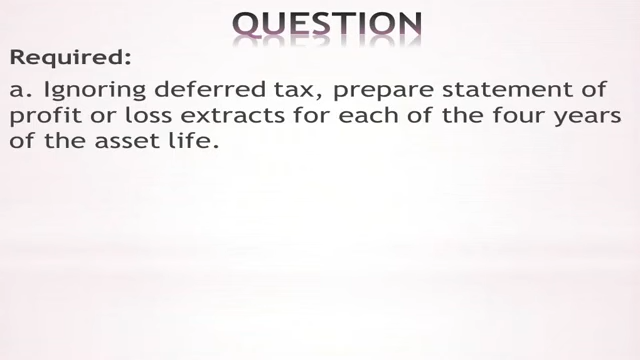 QUESTION
Required:
a. Ignoring deferred tax, prepare statement of
profit or loss extracts for each of the four years
of the asset life.